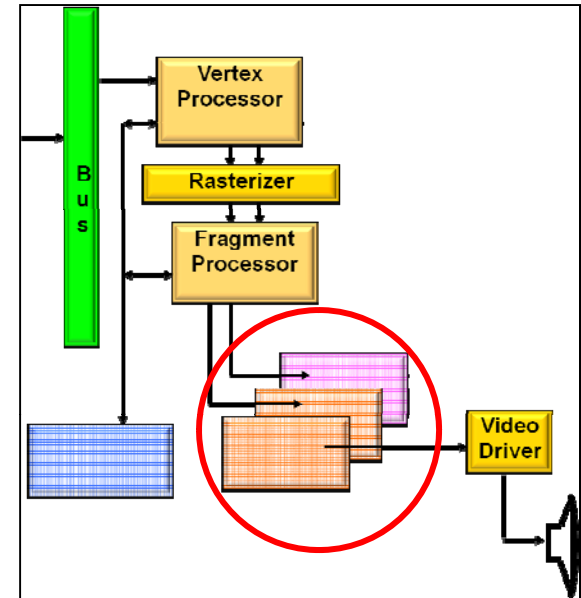 Vertex
Processor
B
u
s
Rasterizer
Fragment
Processor
Video
Driver